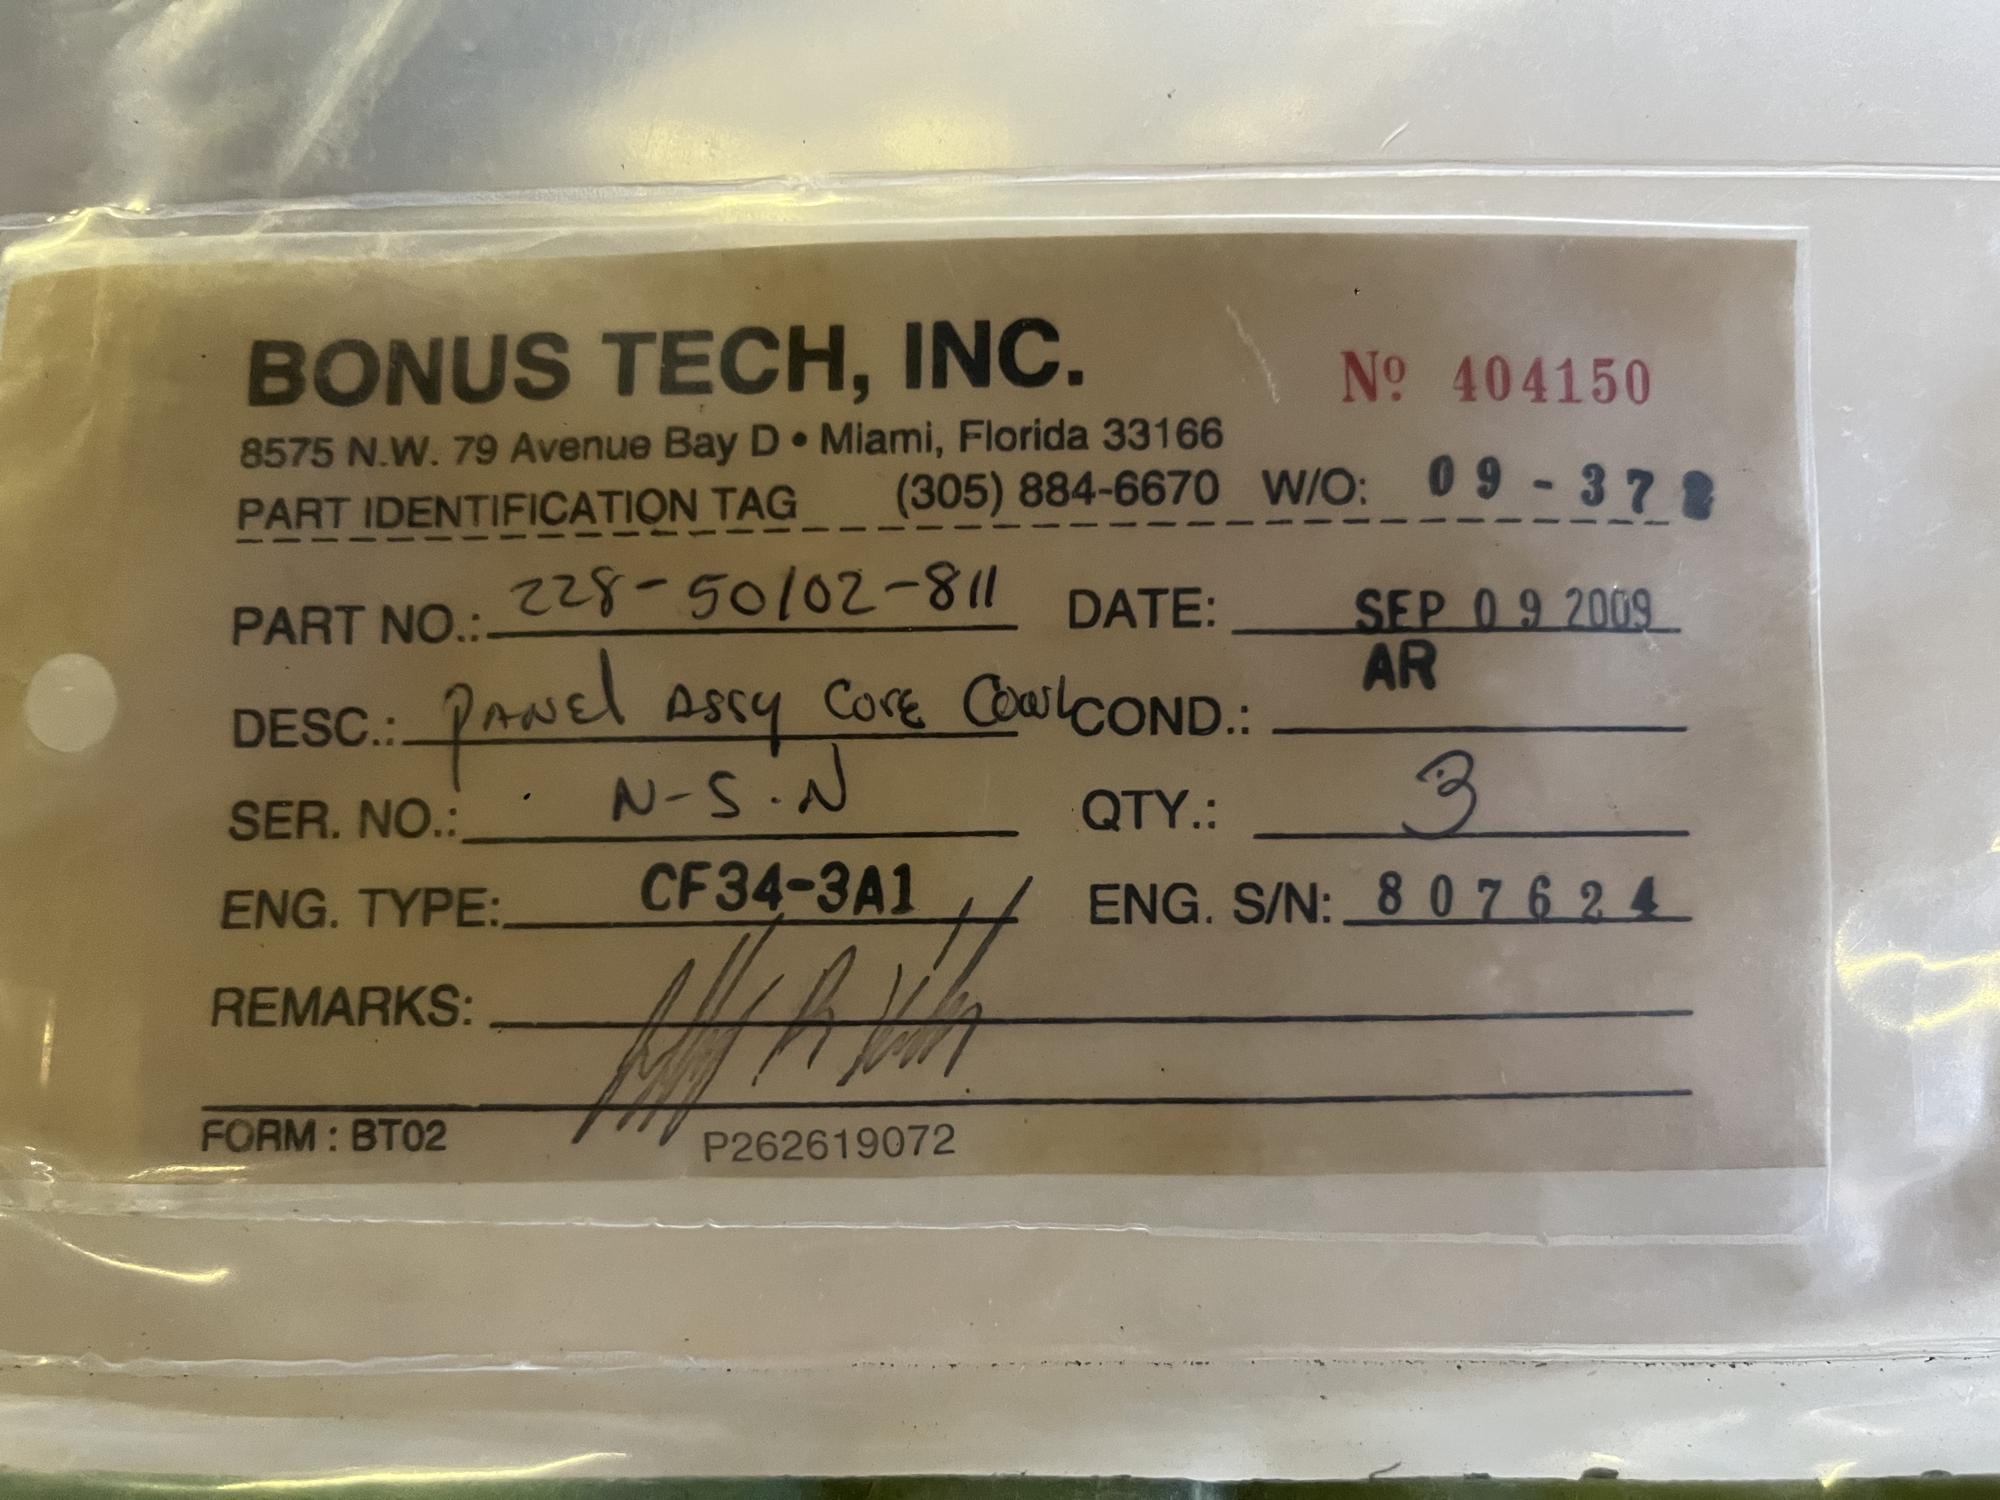 BONUS TECH, INC.
Nº 404150
8575 N.W. 79 Avenue Bay D • Miami, Florida 33166
PART IDENTIFICATION TAG (305) 884-6670 W/O: 09-37
PART NO.: 228-50102-811 DATE: SEP 09 2009
DESC.: PANEL ASSY CORE COWL COND.: AR
SER. NO.: N-S.N QTY.: 3
ENG. TYPE: CF34-3A1 ENG. S/N: 807624
REMARKS:
FORM : BT02 P262619072